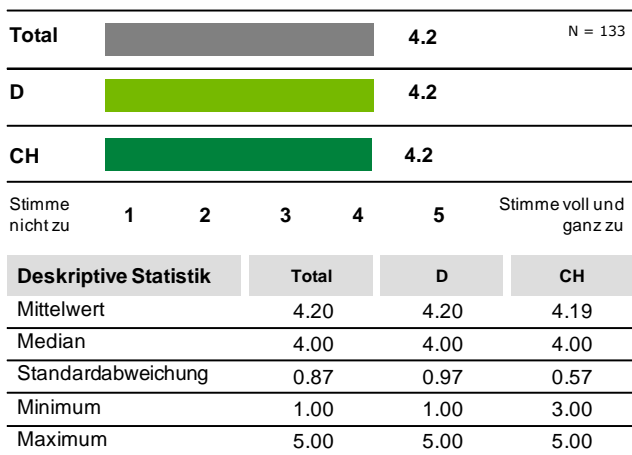 Total 4.2 N = 133
D 4.2
CH 4.2
Stimme nicht zu 1 2 3 4 5 Stimme voll und ganz zu
Deskriptive Statistik Total D CH
Mittelwert 4.20 4.20 4.19
Median 4.00 4.00 4.00
Standardabweichung 0.87 0.97 0.57
Minimum 1.00 1.00 3.00
Maximum 5.00 5.00 5.00